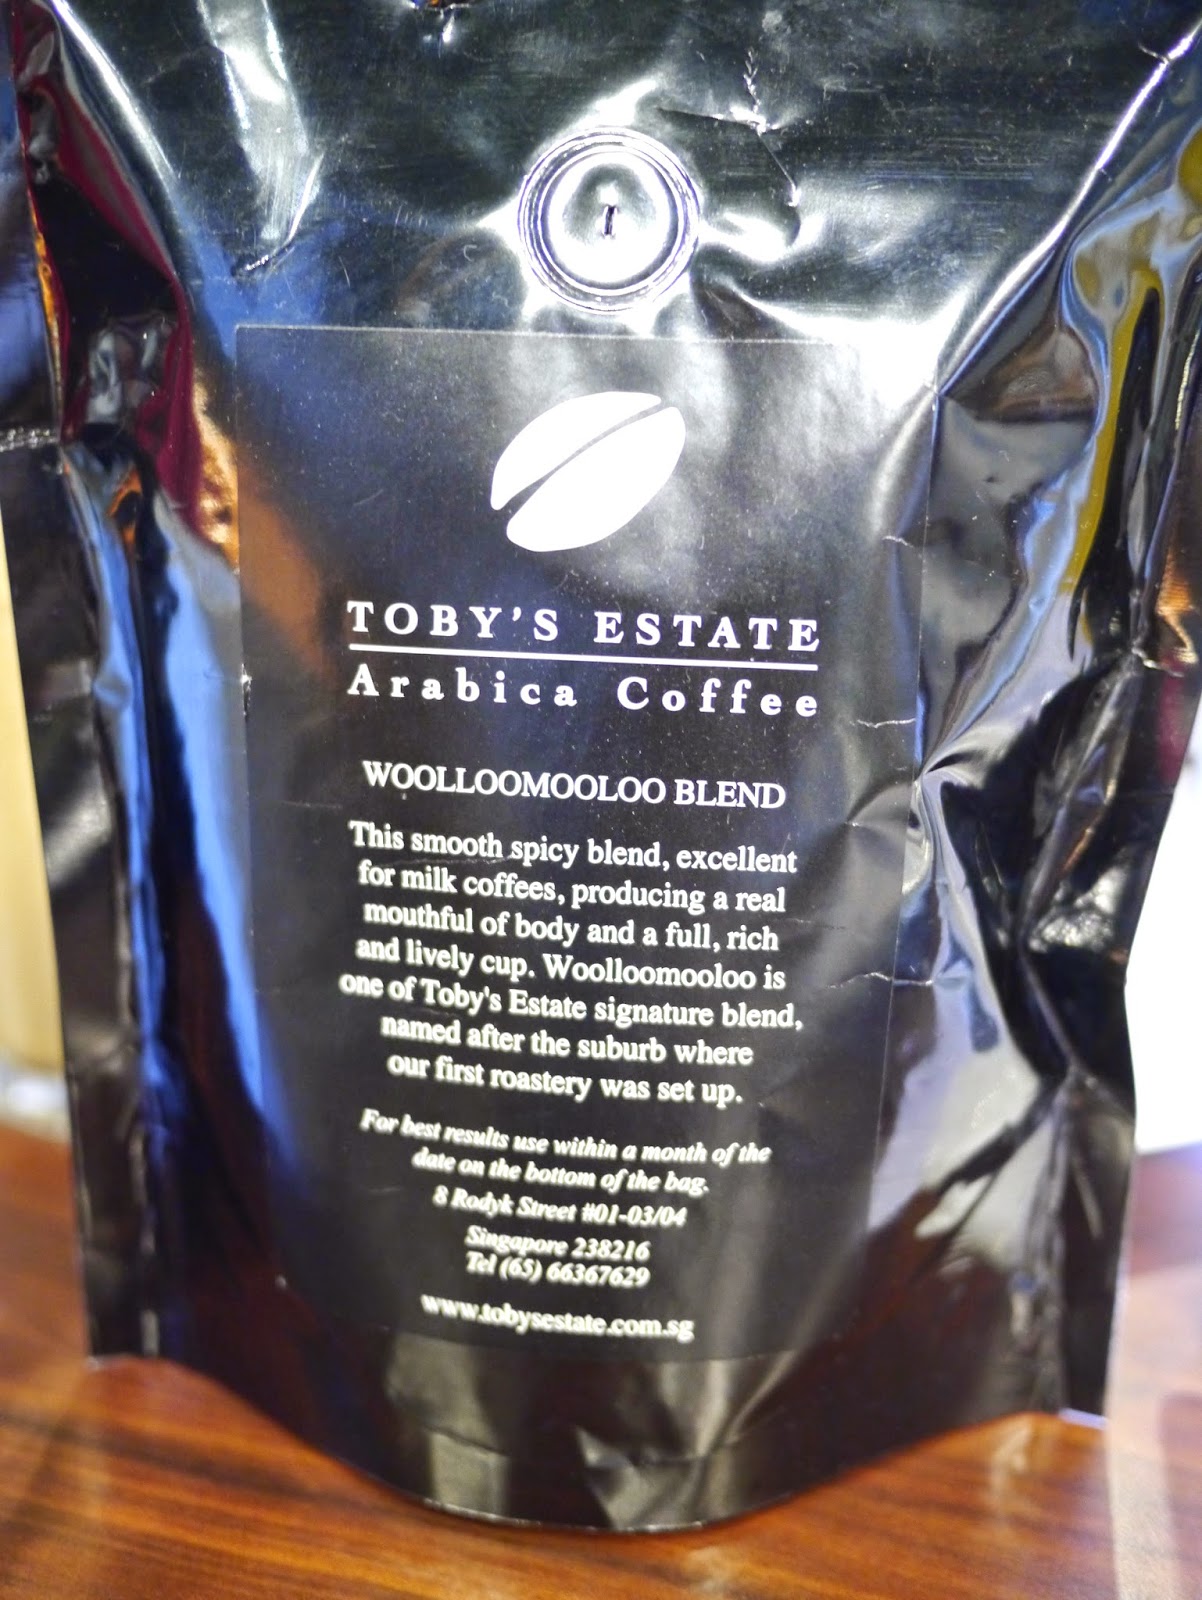 TOBY'S ESTATE
Arabica Coffee
WOOLLOOMOOLOO BLEND
This smooth spicy blend, excellent
for milk coffees, producing a real
mouthful of body and a full, rich
and lively cup. Woolloomooloo is
one of Toby's Estate signature blend,
named after the suburb where
our first roastery was set up.
For best results use within a month of the
date on the bottom of the bag.
8 Rodyk Street #01-03/04
Singapore 238216
Tel (65) 66367629
www.tobysestate.com.sg